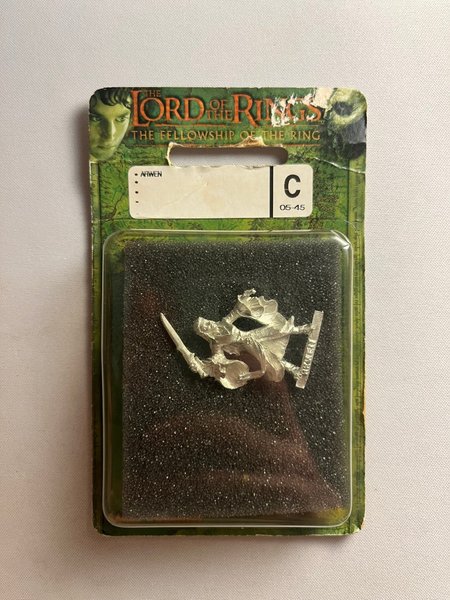 THE
LORD OF THE RINGS
THE FELLOWSHIP OF THE RING
ARWEN
C
05-45